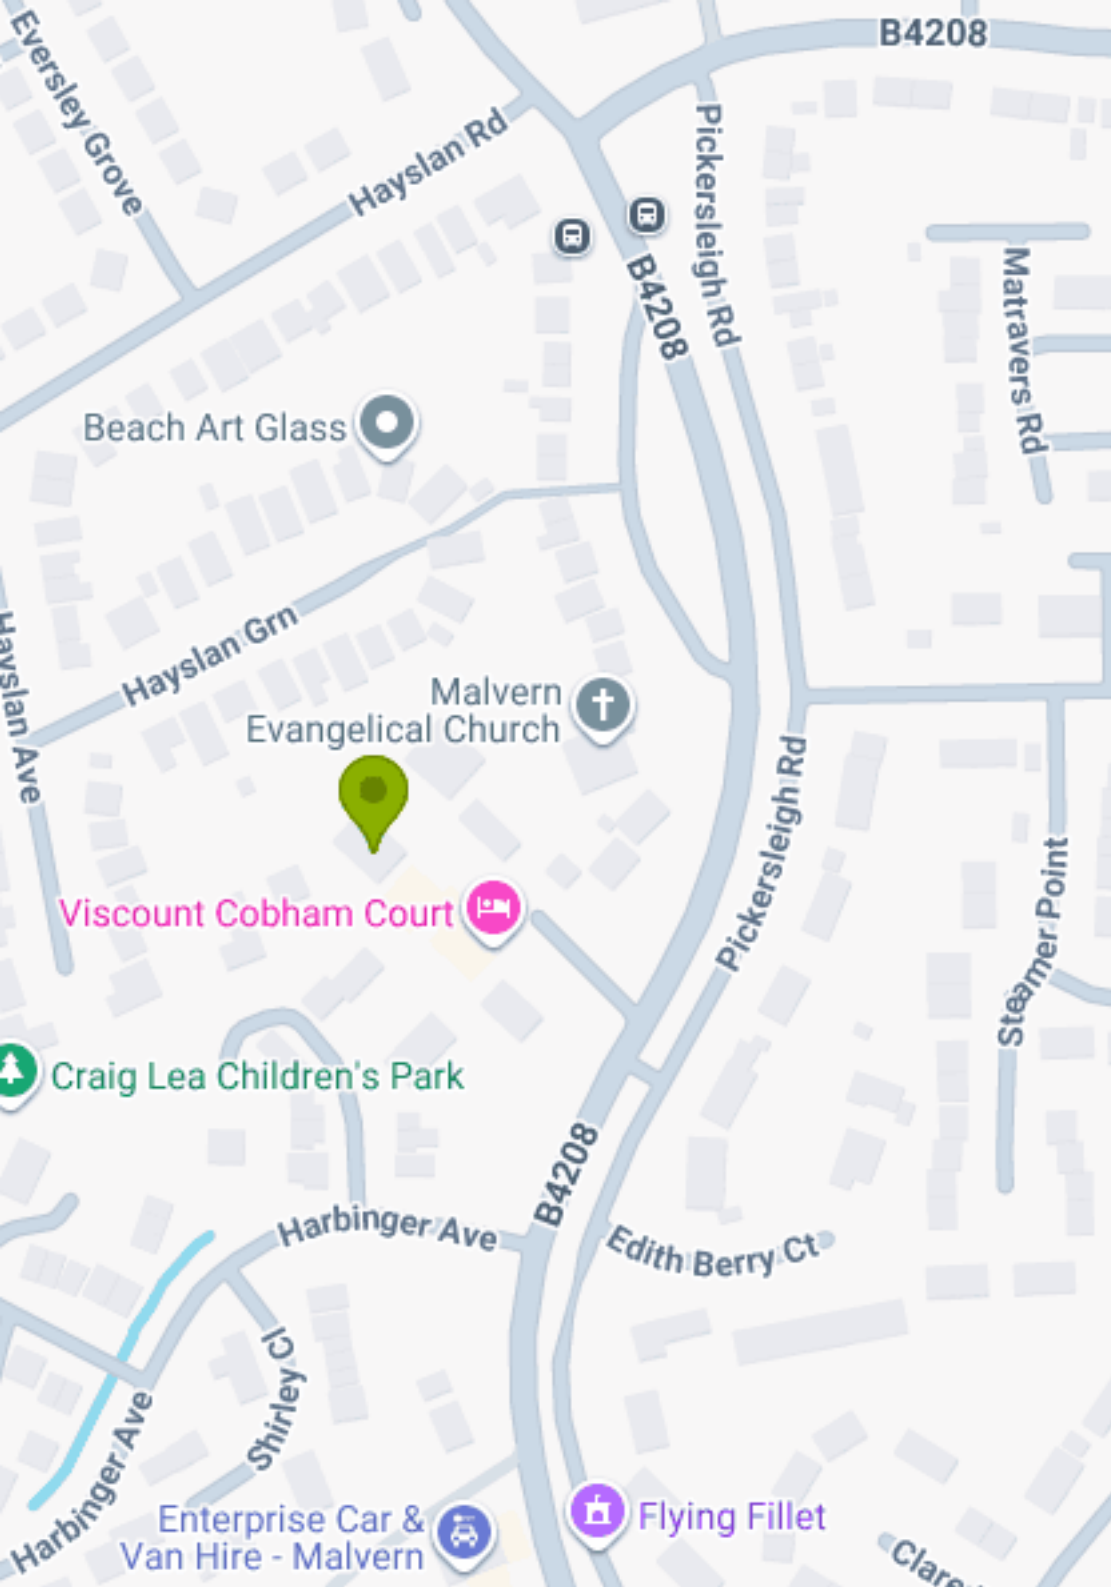 B4208
Eversley Grove
Hayslan Rd
Pickersleigh Rd
B4208
Matravers Rd
Beach Art Glass
Hayslan Grn
Hayslan Ave
Malvern
Evangelical Church
Pickersleigh Rd
Viscount Cobham Court
Steamer Point
Craig Lea Children's Park
B4208
Harbinger Ave
Edith Berry Ct
Shirley Cl
Harbinger Ave
Enterprise Car &
Van Hire - Malvern
Flying Fillet